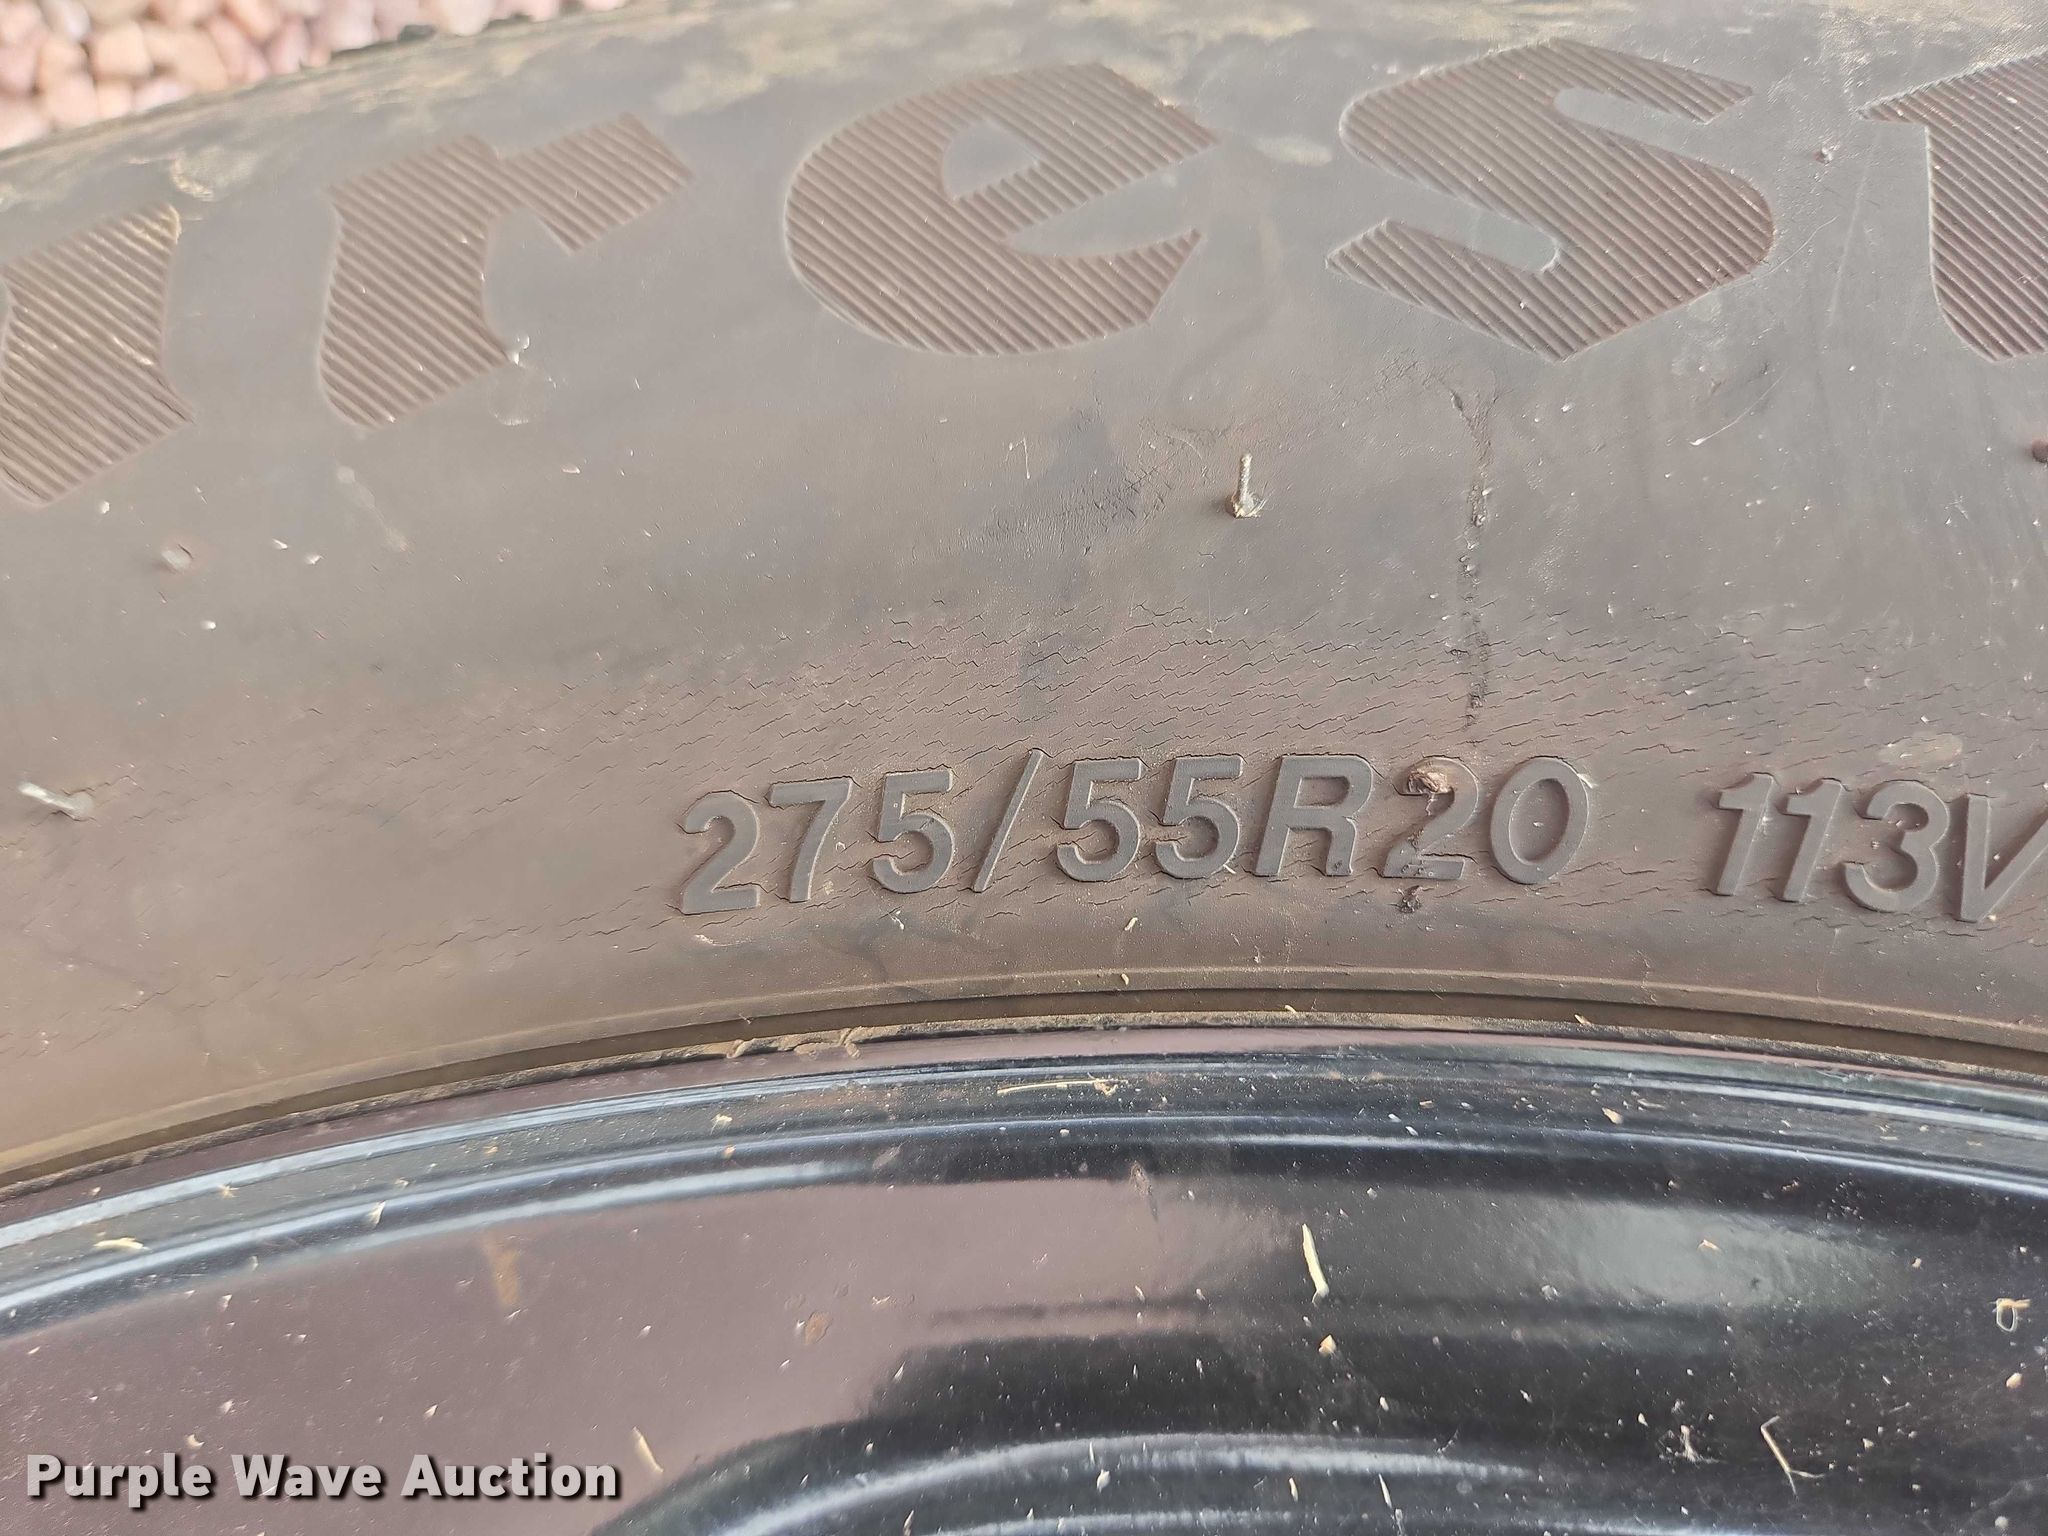 irest
275/55R20 113V
Purple Wave Auction